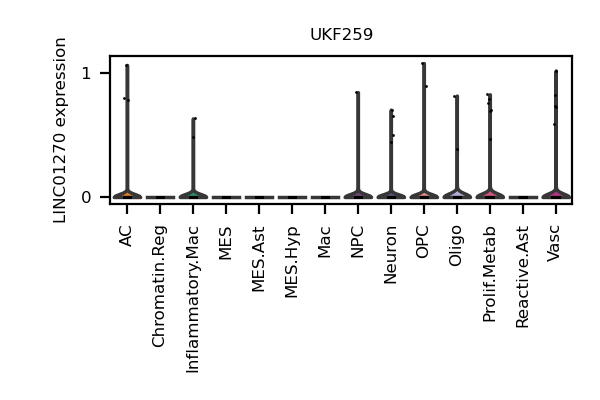 UKF259
LINC01270 expression
1
0
AC
Chromatin.Reg
Inflammatory.Mac
MES
MES.Ast
MES.Hyp
Mac
NPC
Neuron
OPC
Oligo
Prolif.Metab
Reactive.Ast
Vasc